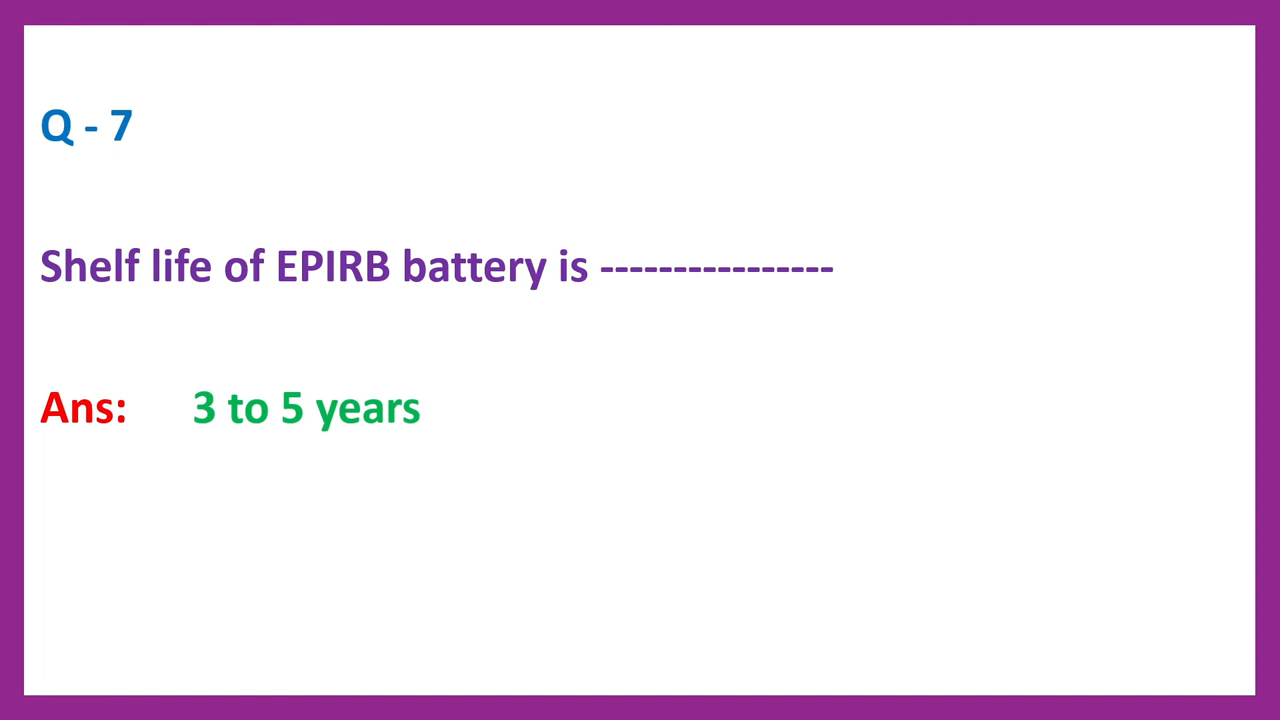 Q - 7
Shelf life of EPIRB battery is ----------------
Ans: 3 to 5 years